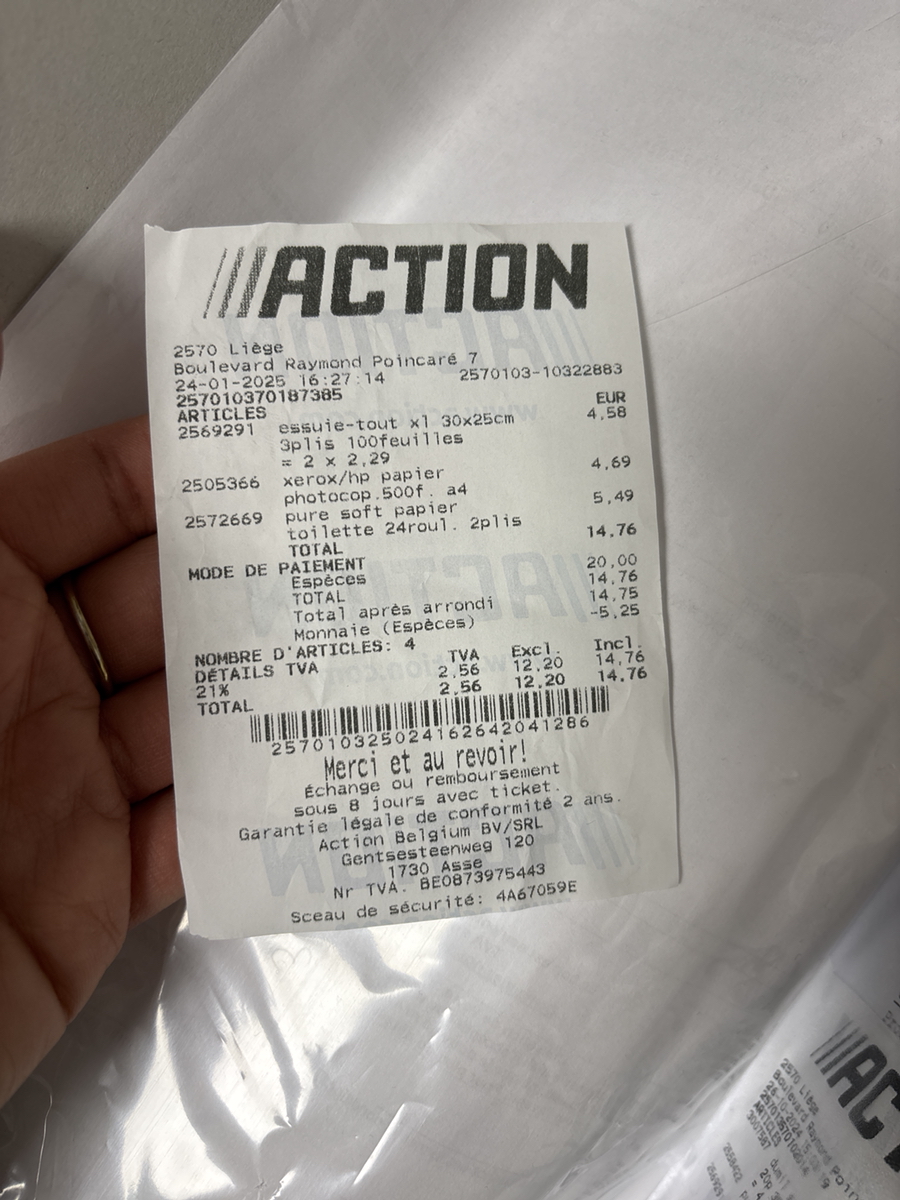 ACTION
2570 Liège
Boulevard Raymond Poincaré 7
24-01-2025 16:27:14 2570103-10322883
257010370187385
ARTICLES EUR
2569291 essuie-tout x1 30x25cm 4,58
3plis 100feuilles
= 2 x 2,29
2505366 xerox/hp papier 4,69
photocop.500f. a4
2572669 pure soft papier 5,49
toilette 24roul. 2plis
TOTAL 14,76
MODE DE PAIEMENT
Espèces 20,00
TOTAL 14,76
Total après arrondi 14,75
Monnaie (Espèces) -5,25
NOMBRE D'ARTICLES: 4
DÉTAILS TVA TVA Excl. Incl.
21% 2,56 12,20 14,76
TOTAL 2,56 12,20 14,76
257010325024162642041286
Merci et au revoir!
Échange ou remboursement
sous 8 jours avec ticket.
Garantie légale de conformité 2 ans.
Action Belgium BV/SRL
Gentsesteenweg 120
1730 Asse
Nr TVA. BE0873975443
Sceau de sécurité: 4A67059E
2570 Liège
Boulevard Raymond
ARTICLES